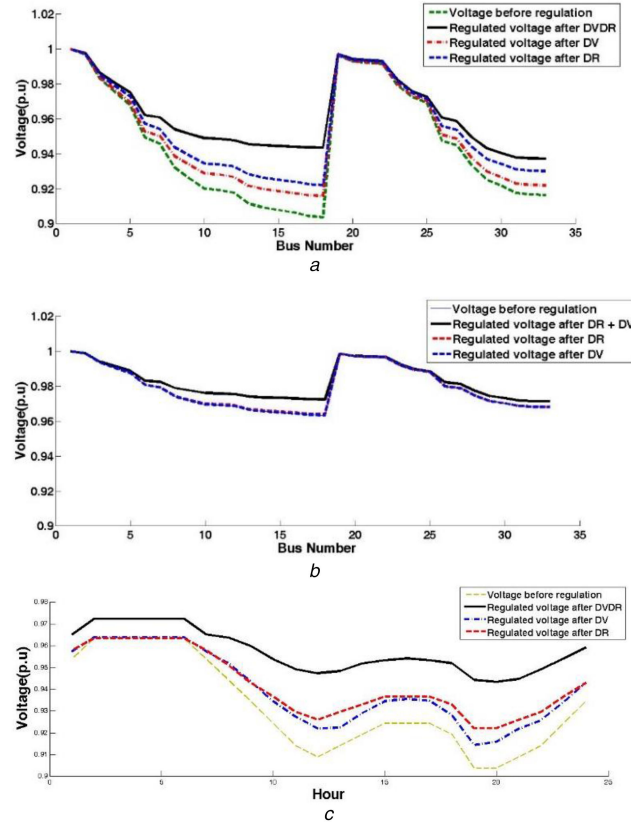 1.02
1
0.98
0.96
0.94
0.92
0.9
Voltage(p.u)
0
5
10
15
20
25
30
35
Bus Number
Voltage before regulation
Regulated voltage after DVDR
Regulated voltage after DV
Regulated voltage after DR
a
1.02
1
0.98
0.96
0.94
0.92
0.9
Voltage(p.u)
0
5
10
15
20
25
30
35
Bus Number
Voltage before regulation
Regulated voltage after DR + DV
Regulated voltage after DR
Regulated voltage after DV
b
0.98
0.97
0.96
0.95
0.94
0.93
0.92
0.91
0.9
Voltage(p.u)
0
5
10
15
20
25
Hour
Voltage before regulation
Regulated voltage after DVDR
Regulated voltage after DV
Regulated voltage after DR
c